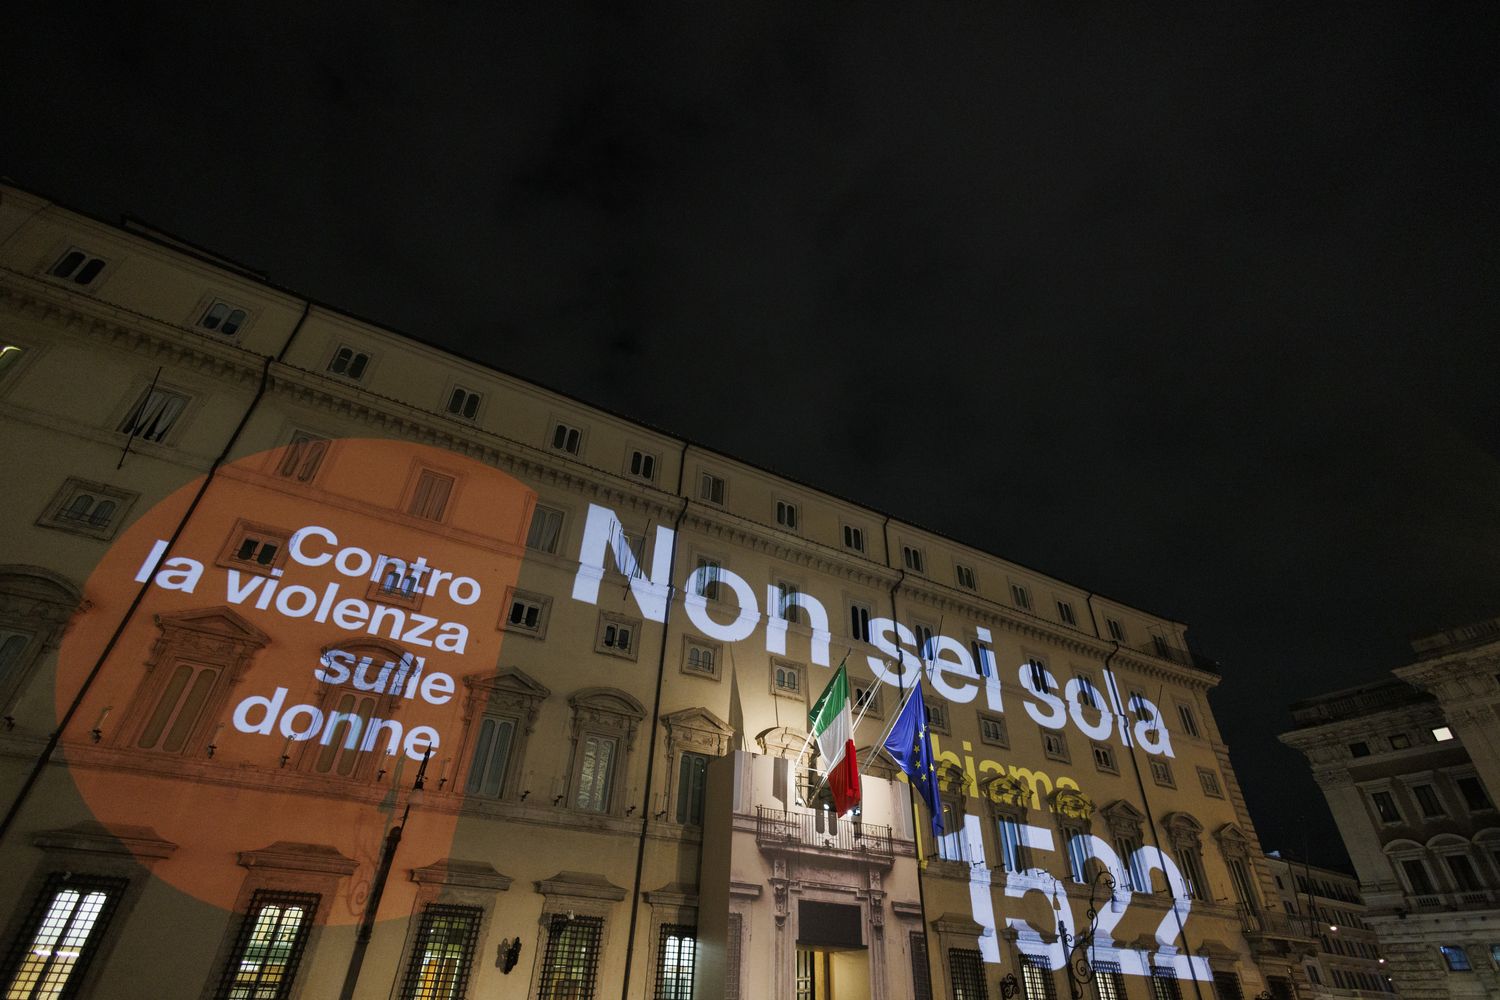 Contro
la violenza
sulle
donne
Non sei sola
chiama
1522